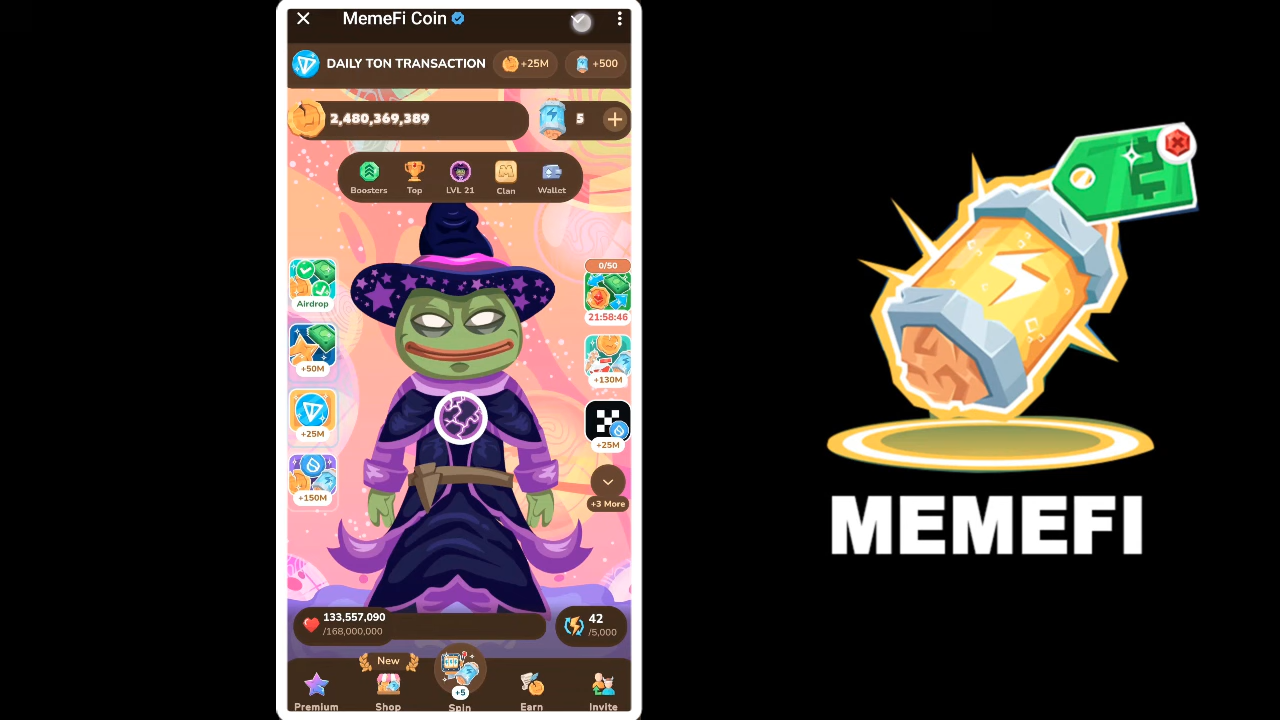 MemeFi Coin
DAILY TON TRANSACTION
+25M
+500
2,480,369,389
5
Boosters
Top
LVL 21
Clan
Wallet
Airdrop
+50M
+25M
+150M
0/50
21:58:46
+130M
+25M
+3 More
133,557,090
/168,000,000
42
/5,000
New
+5
Premium
Shop
Spin
Earn
Invite
MEMEFI